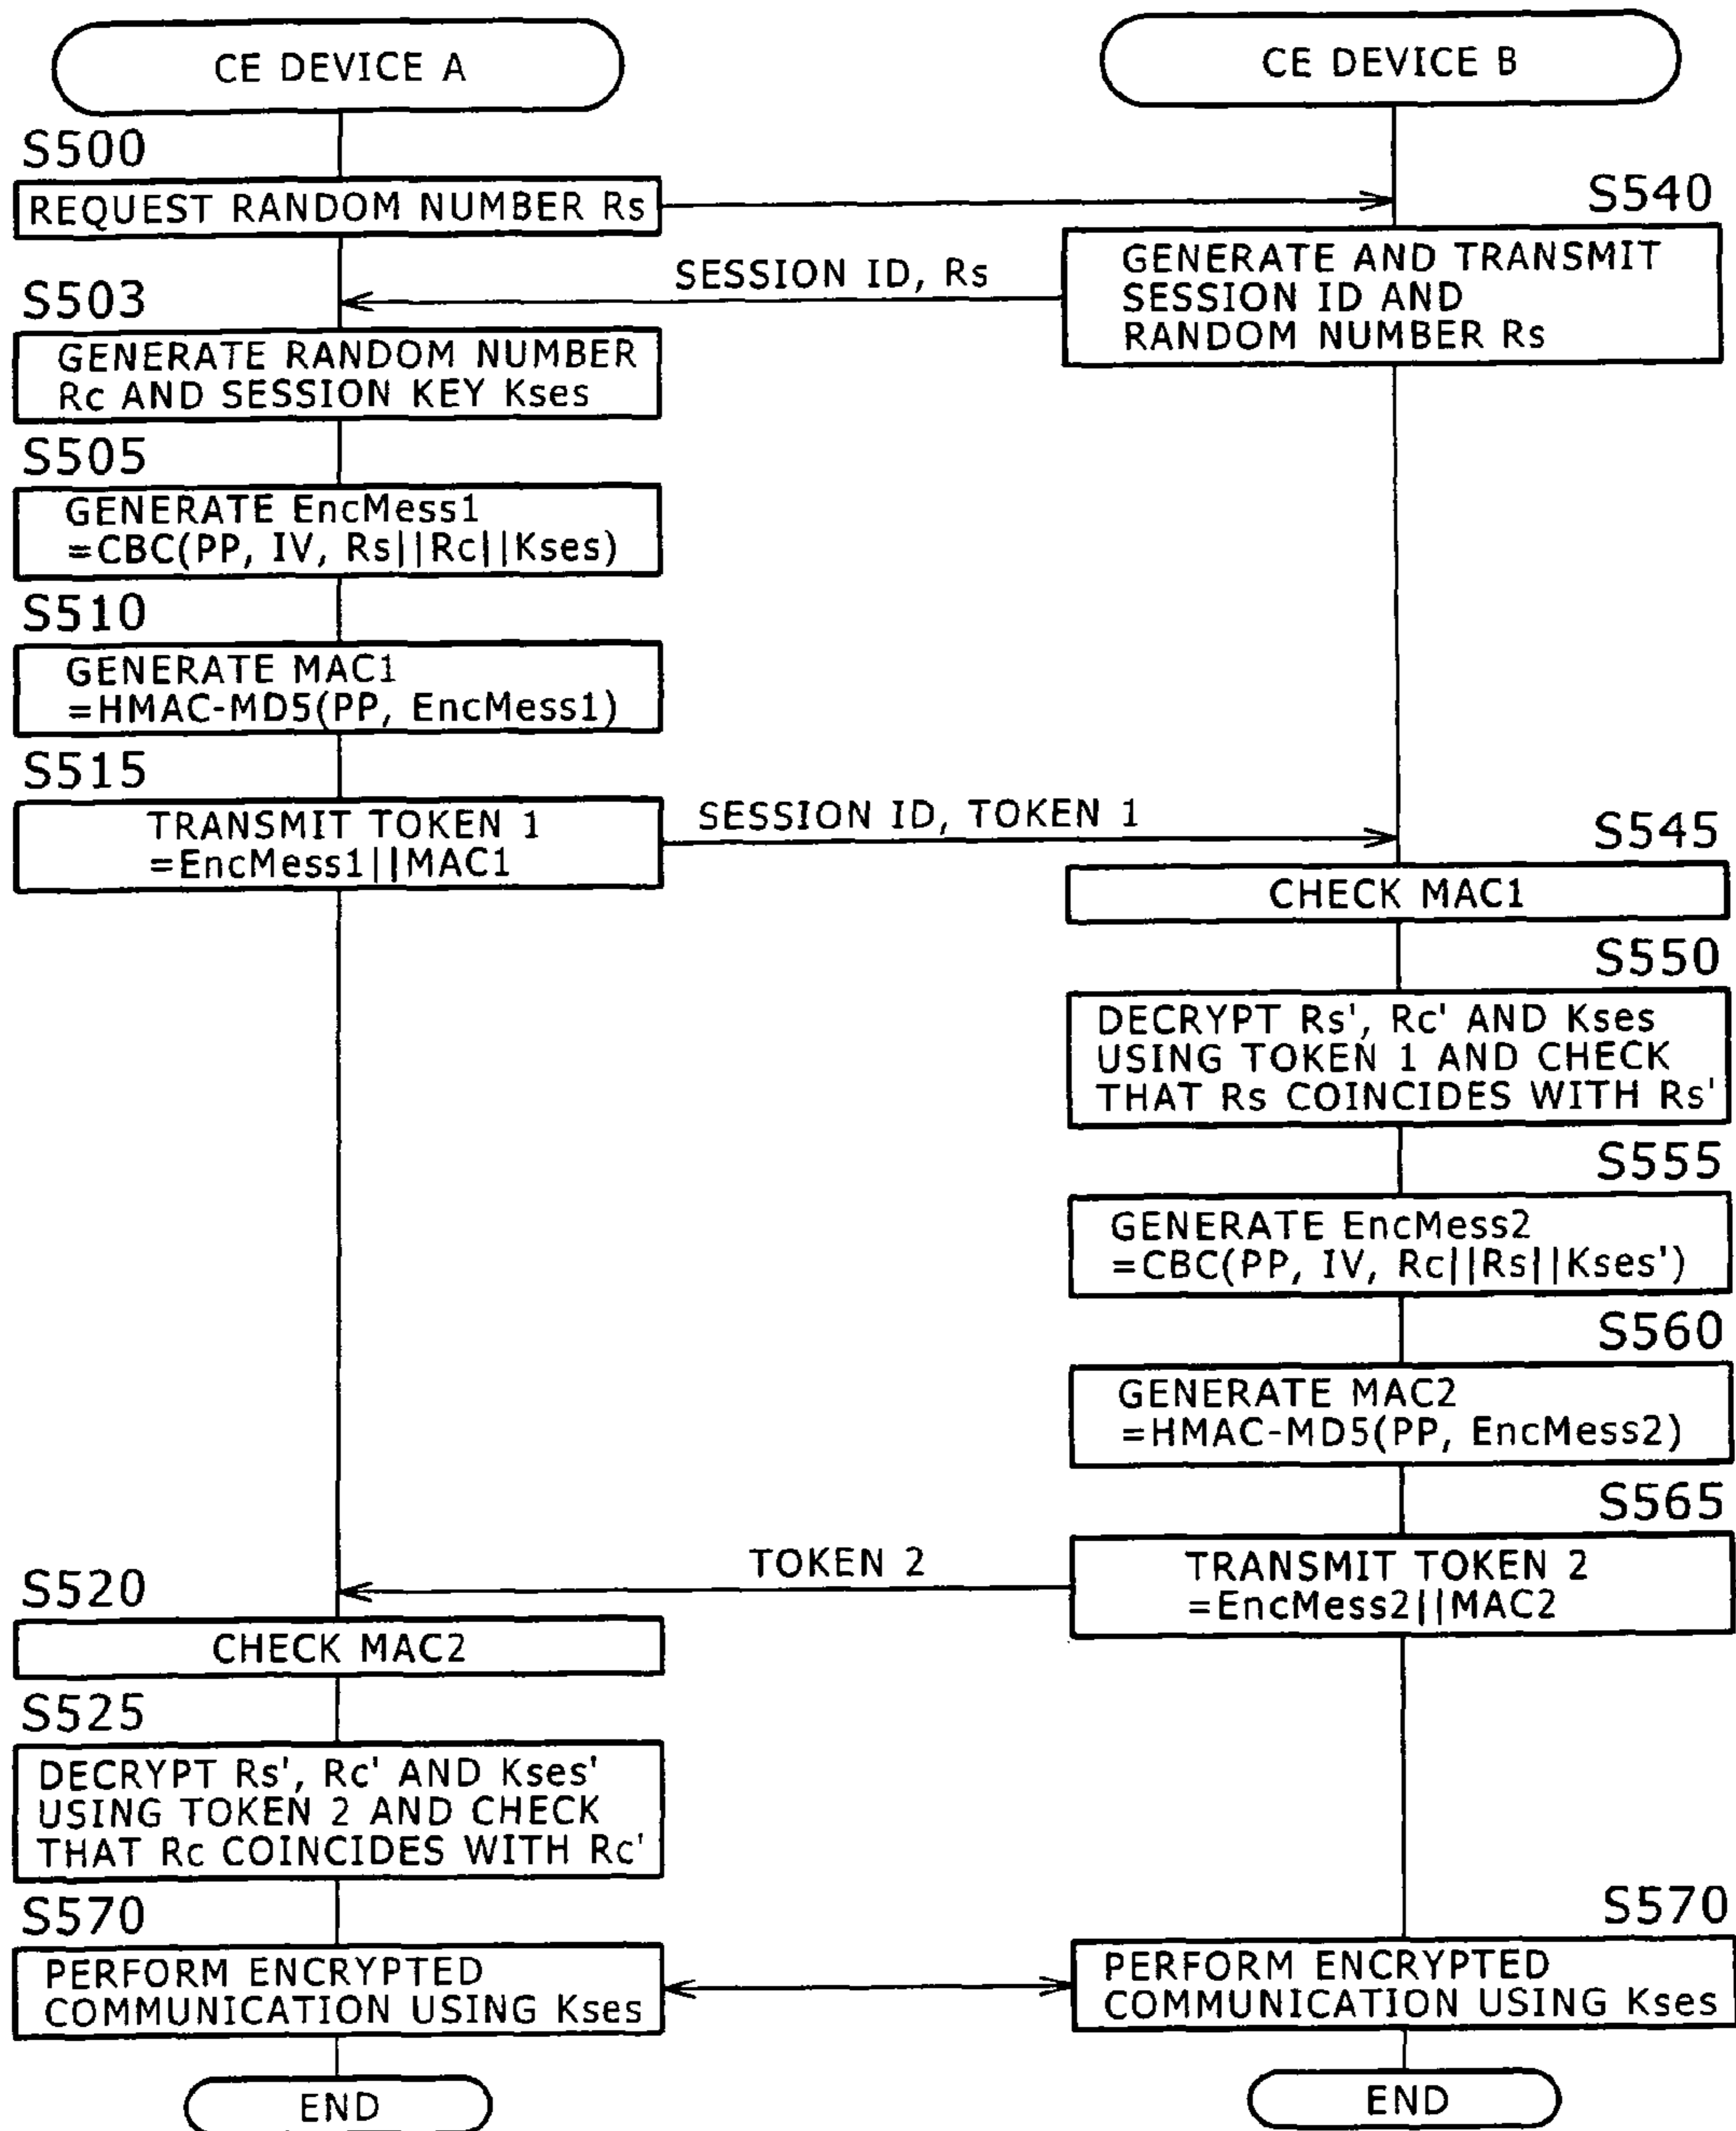 CE DEVICE A
CE DEVICE B
S500
REQUEST RANDOM NUMBER Rs
S540
GENERATE AND TRANSMIT
SESSION ID AND
RANDOM NUMBER Rs
SESSION ID, Rs
S503
GENERATE RANDOM NUMBER
Rc AND SESSION KEY Kses
S505
GENERATE EncMess1
=CBC(PP, IV, Rs||Rc||Kses)
S510
GENERATE MAC1
=HMAC-MD5(PP, EncMess1)
S515
TRANSMIT TOKEN 1
=EncMess1||MAC1
SESSION ID, TOKEN 1
S545
CHECK MAC1
S550
DECRYPT Rs', Rc' AND Kses
USING TOKEN 1 AND CHECK
THAT Rs COINCIDES WITH Rs'
S555
GENERATE EncMess2
=CBC(PP, IV, Rc||Rs||Kses')
S560
GENERATE MAC2
=HMAC-MD5(PP, EncMess2)
S565
TRANSMIT TOKEN 2
=EncMess2||MAC2
TOKEN 2
S520
CHECK MAC2
S525
DECRYPT Rs', Rc' AND Kses'
USING TOKEN 2 AND CHECK
THAT Rc COINCIDES WITH Rc'
S570
PERFORM ENCRYPTED
COMMUNICATION USING Kses
S570
PERFORM ENCRYPTED
COMMUNICATION USING Kses
END
END